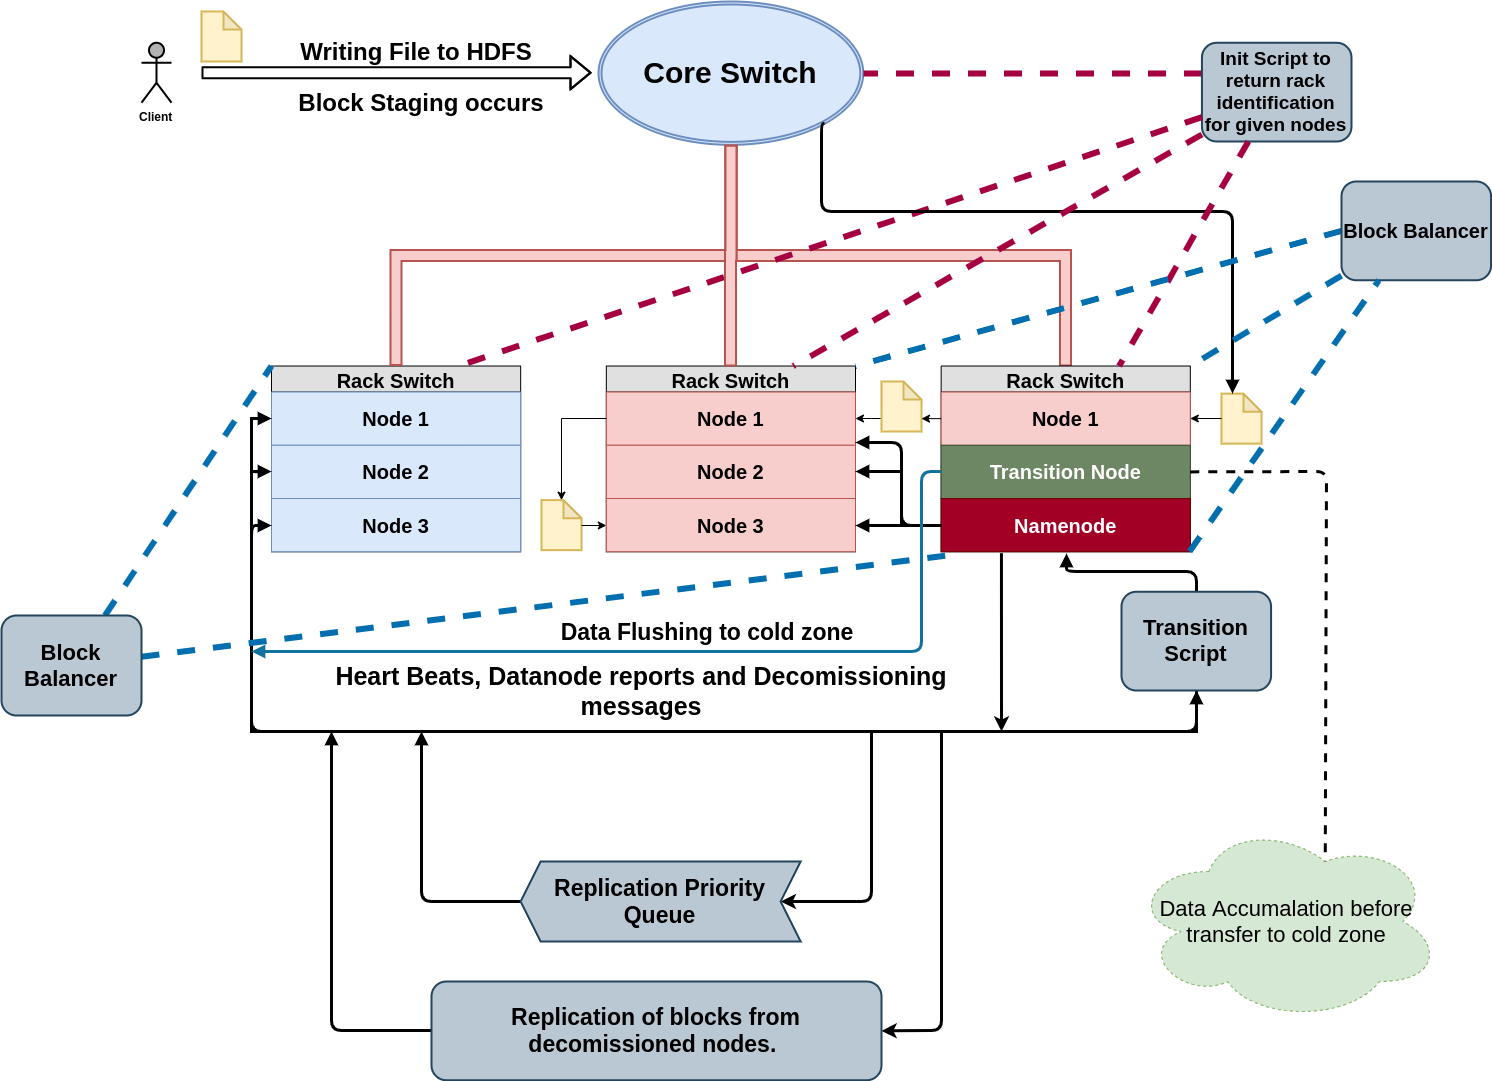 Writing File to HDFS
Block Staging occurs
Client
Core Switch
Init Script to
return rack
identification
for given nodes
Block Balancer
Rack Switch
Node 1
Node 2
Node 3
Rack Switch
Node 1
Node 2
Node 3
Rack Switch
Node 1
Transition Node
Namenode
Block
Balancer
Data Flushing to cold zone
Heart Beats, Datanode reports and Decomissioning
messages
Transition
Script
Replication Priority
Queue
Data Accumalation before
transfer to cold zone
Replication of blocks from
decomissioned nodes.